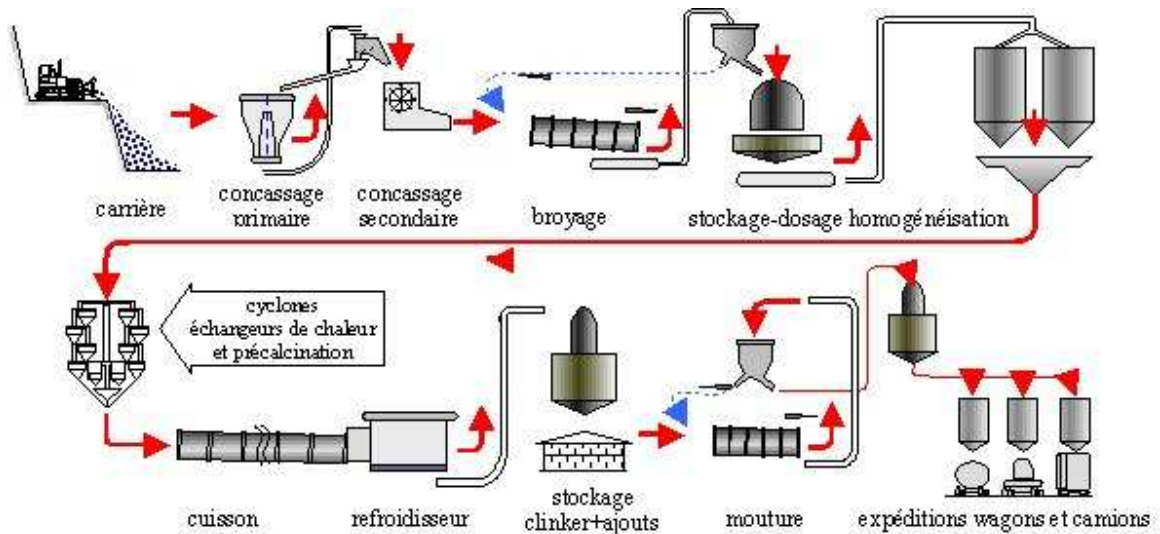 carrière
concassage
primaire
concassage
secondaire
broyage
stockage-dosage homogénéisation
cyclones
échangeurs de chaleur
et précalcination
cuisson
refroidisseur
stockage
clinker+ajouts
mouture
expéditions wagons et camions